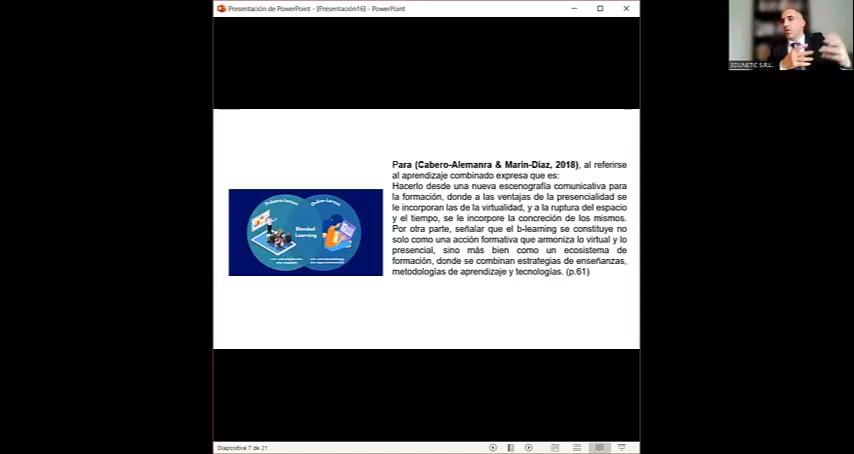 Presentación de PowerPoint - [Presentación16] - PowerPoint
EDUNETIC S.R.L.
Para (Cabero-Alemanra & Marín-Díaz, 2018), al referirse
al aprendizaje combinado expresa que es:
Hacerlo desde una nueva escenografía comunicativa para
la formación, donde a las ventajas de la presencialidad se
le incorporan las de la virtualidad, y a la ruptura del espacio
y el tiempo, se le incorpore la concreción de los mismos.
Por otra parte, señalar que el b-learning se constituye no
solo como una acción formativa que armoniza lo virtual y lo
presencial, sino más bien como un ecosistema de
formación, donde se combinan estrategias de enseñanzas,
metodologías de aprendizaje y tecnologías. (p.61)
Online-Lernen
Blended
Learning
Diapositiva 7 de 21